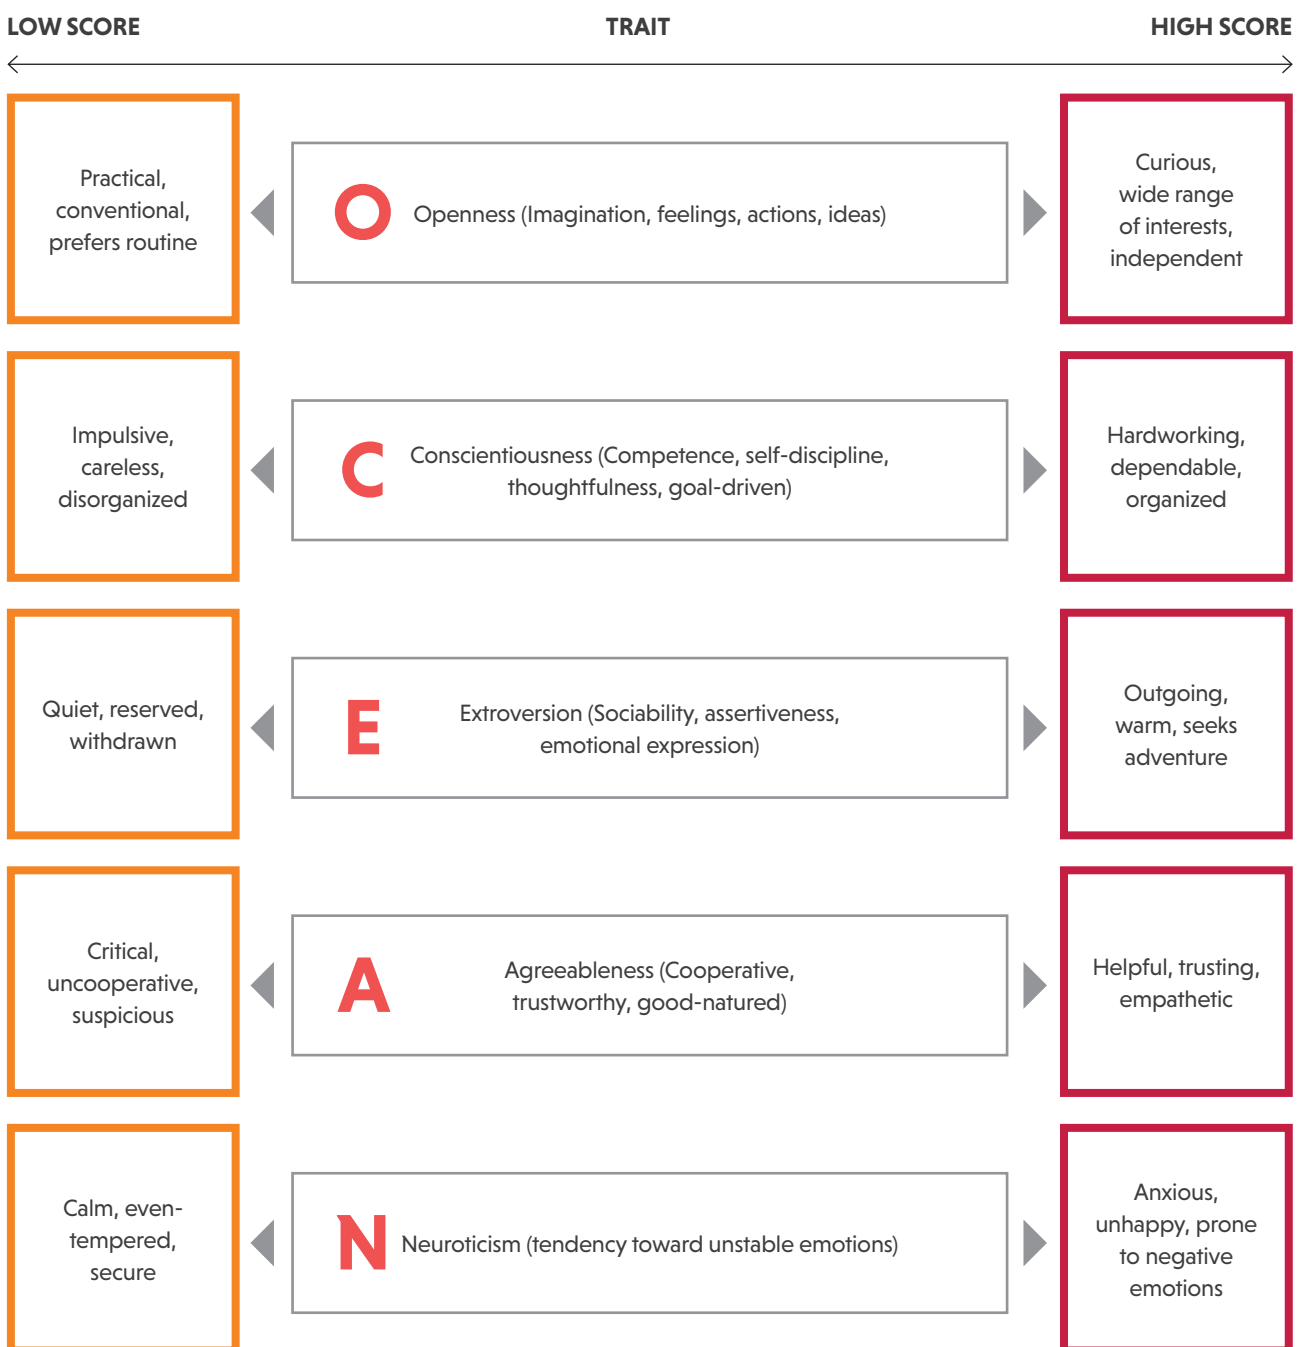 LOW SCORE
TRAIT
HIGH SCORE
Practical,
conventional,
prefers routine
O
Openness (Imagination, feelings, actions, ideas)
Curious,
wide range
of interests,
independent
Impulsive,
careless,
disorganized
C
Conscientiousness (Competence, self-discipline,
thoughtfulness, goal-driven)
Hardworking,
dependable,
organized
Quiet, reserved,
withdrawn
E
Extroversion (Sociability, assertiveness,
emotional expression)
Outgoing,
warm, seeks
adventure
Critical,
uncooperative,
suspicious
A
Agreeableness (Cooperative,
trustworthy, good-natured)
Helpful, trusting,
empathetic
Calm, even-
tempered,
secure
N
Neuroticism (tendency toward unstable emotions)
Anxious,
unhappy, prone
to negative
emotions